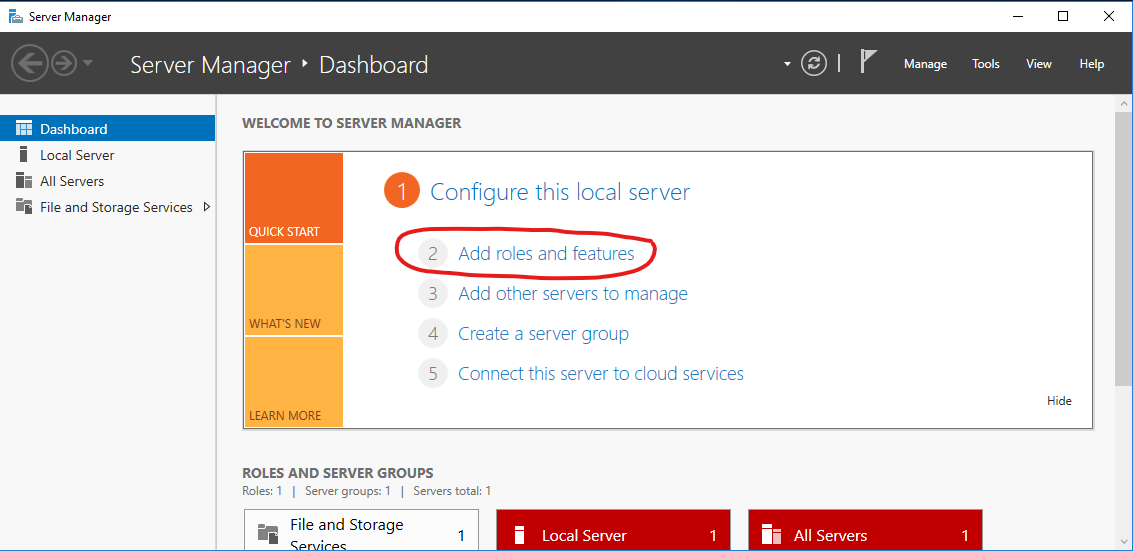 Server Manager
Server Manager • Dashboard
Manage
Tools
View
Help
Dashboard
Local Server
All Servers
File and Storage Services
WELCOME TO SERVER MANAGER
QUICK START
WHAT'S NEW
LEARN MORE
1 Configure this local server
2 Add roles and features
3 Add other servers to manage
4 Create a server group
5 Connect this server to cloud services
Hide
ROLES AND SERVER GROUPS
Roles: 1 | Server groups: 1 | Servers total: 1
File and Storage
Services 1
Local Server 1
All Servers 1